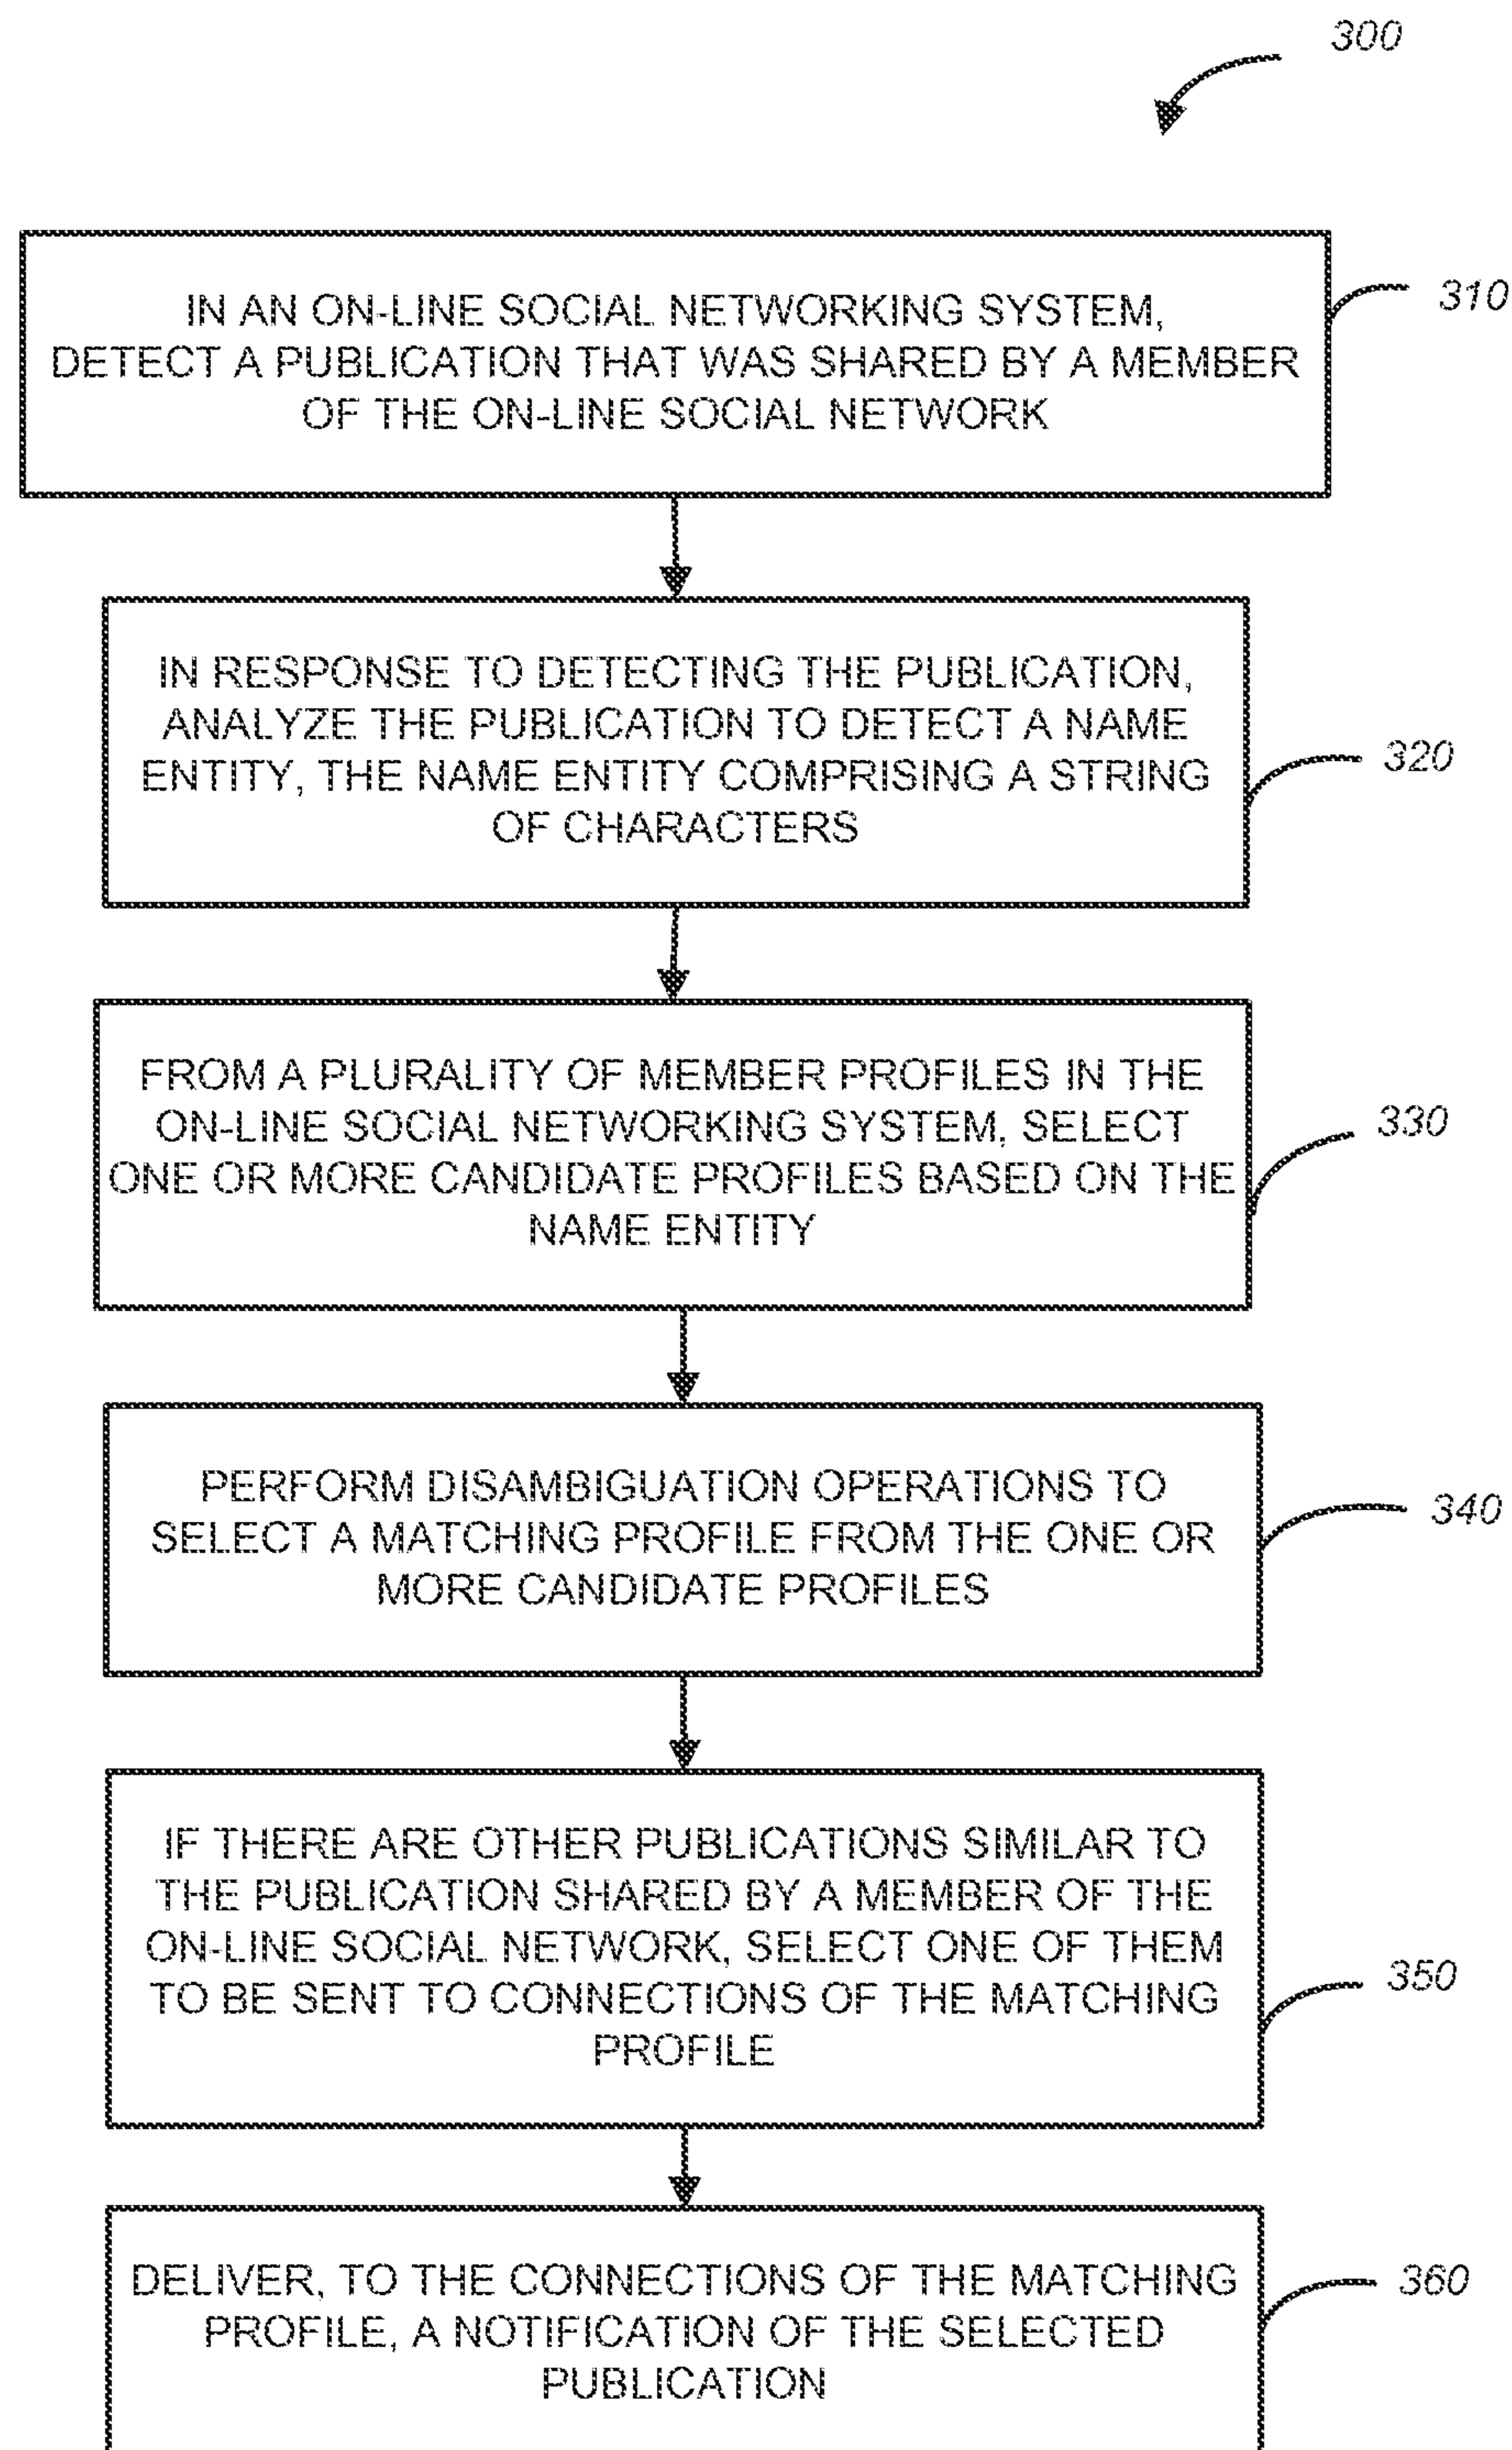 300
IN AN ON-LINE SOCIAL NETWORKING SYSTEM,
DETECT A PUBLICATION THAT WAS SHARED BY A MEMBER
OF THE ON-LINE SOCIAL NETWORK
310
IN RESPONSE TO DETECTING THE PUBLICATION,
ANALYZE THE PUBLICATION TO DETECT A NAME
ENTITY, THE NAME ENTITY COMPRISING A STRING
OF CHARACTERS
320
FROM A PLURALITY OF MEMBER PROFILES IN THE
ON-LINE SOCIAL NETWORKING SYSTEM, SELECT
ONE OR MORE CANDIDATE PROFILES BASED ON THE
NAME ENTITY
330
PERFORM DISAMBIGUATION OPERATIONS TO
SELECT A MATCHING PROFILE FROM THE ONE OR
MORE CANDIDATE PROFILES
340
IF THERE ARE OTHER PUBLICATIONS SIMILAR TO
THE PUBLICATION SHARED BY A MEMBER OF THE
ON-LINE SOCIAL NETWORK, SELECT ONE OF THEM
TO BE SENT TO CONNECTIONS OF THE MATCHING
PROFILE
350
DELIVER, TO THE CONNECTIONS OF THE MATCHING
PROFILE, A NOTIFICATION OF THE SELECTED
PUBLICATION
360